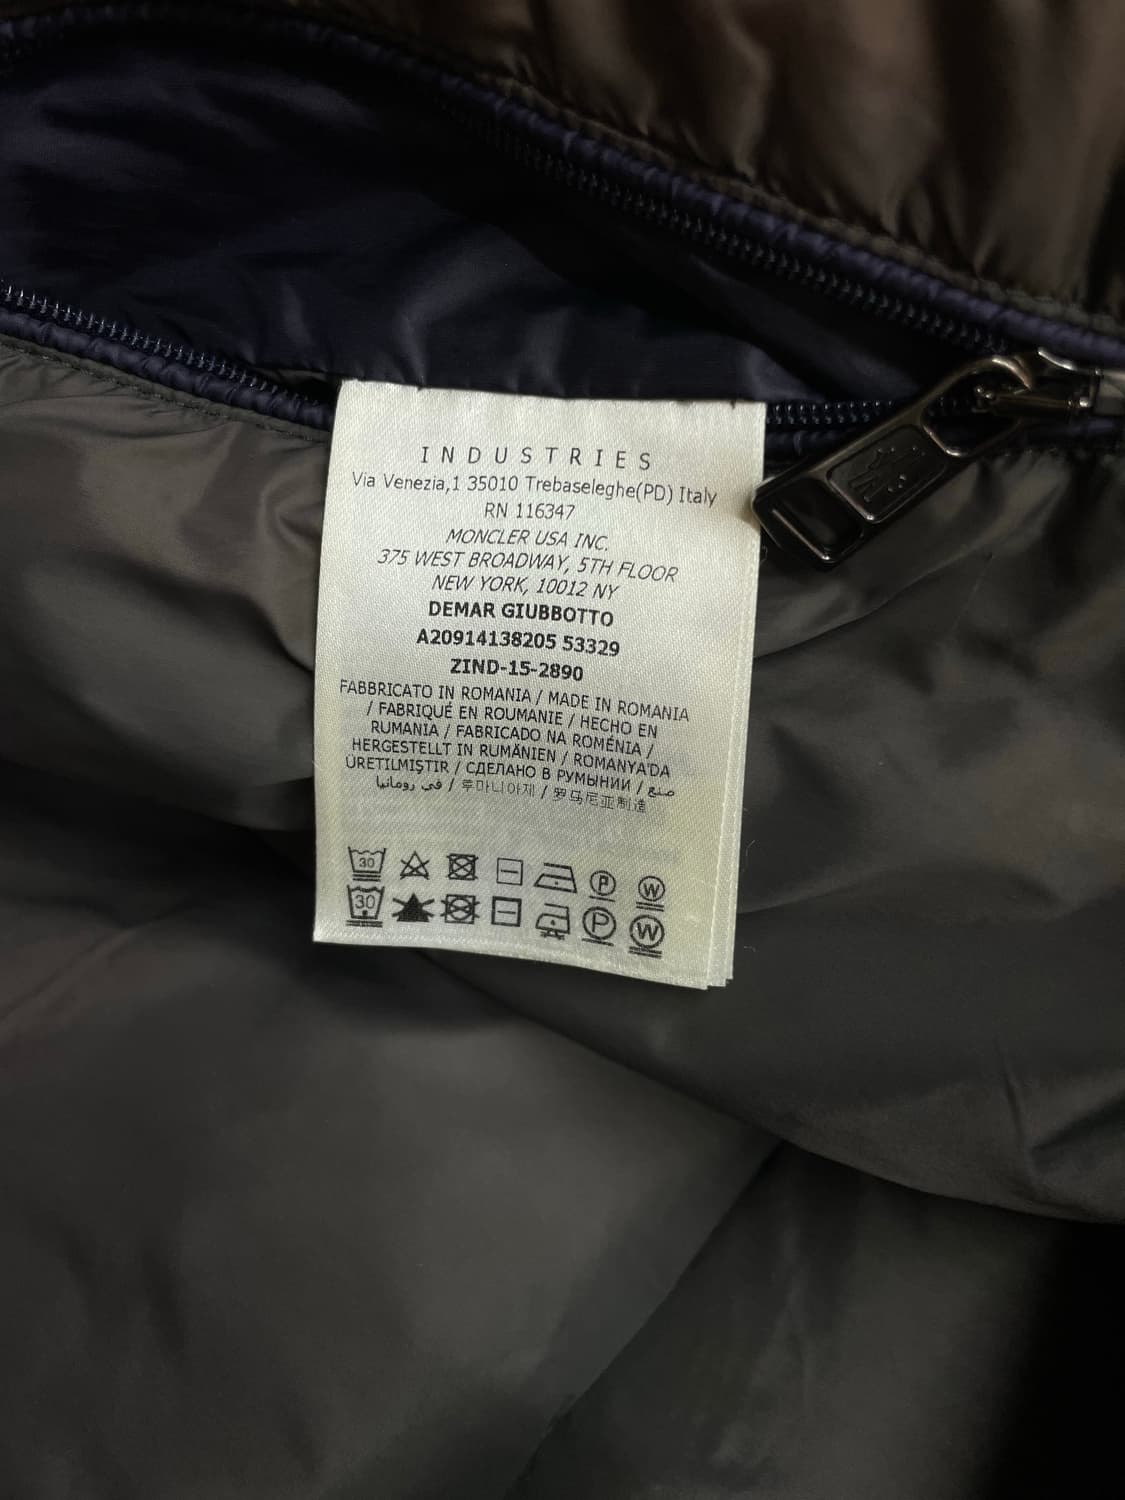 INDUSTRIES
Via Venezia,1 35010 Trebaseleghe(PD) Italy
RN 116347
MONCLER USA INC.
375 WEST BROADWAY, 5TH FLOOR
NEW YORK, 10012 NY
DEMAR GIUBBOTTO
A20914138205 53329
ZIND-15-2890
FABBRICATO IN ROMANIA / MADE IN ROMANIA
/ FABRIQUÉ EN ROUMANIE / HECHO EN
RUMANIA / FABRICADO NA ROMÉNIA /
HERGESTELLT IN RUMÄNIEN / ROMANYA'DA
ÜRETILMIŞTIR / СДЕЛАНО В РУМЫНИИ / صنع
في رومانيا / 루마니아제 / 罗马尼亚制造
30 P W
30 P W